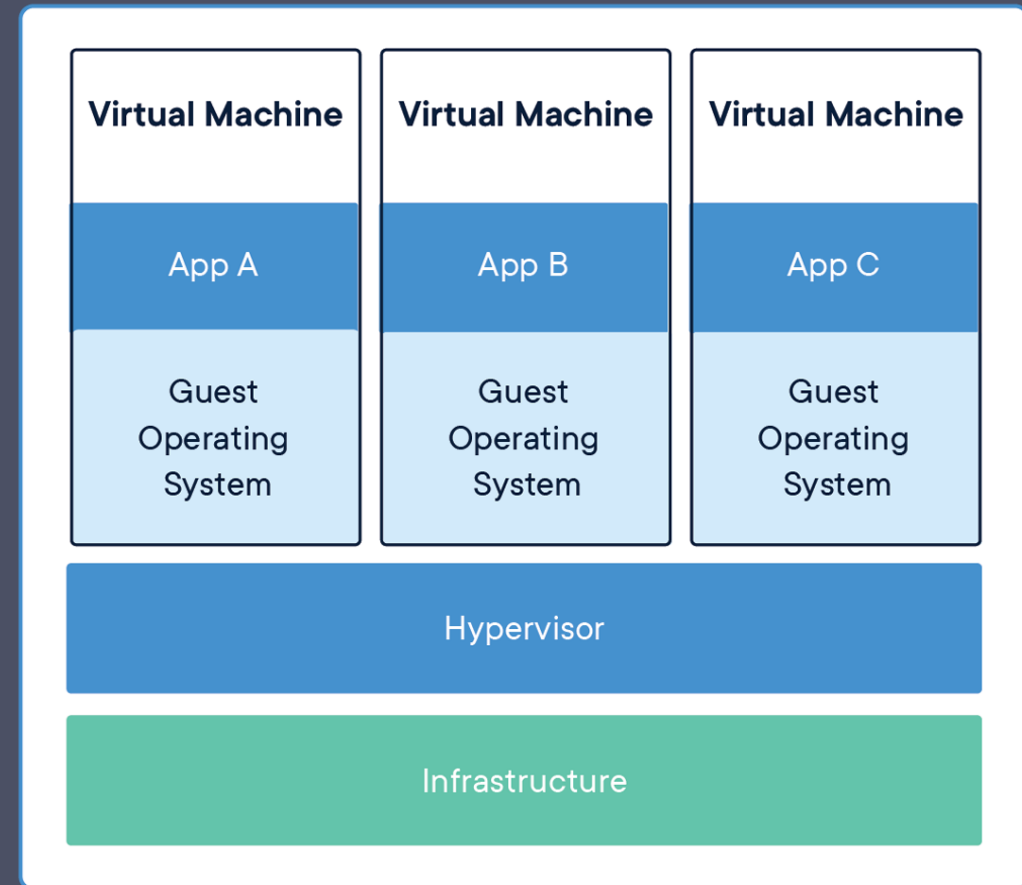 Virtual Machine
Virtual Machine
Virtual Machine
App A
App B
App C
Guest
Operating
System
Guest
Operating
System
Guest
Operating
System
Hypervisor
Infrastructure